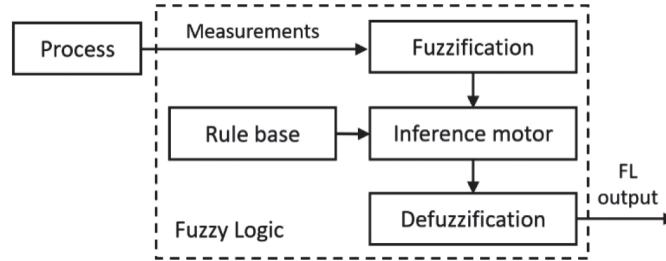 Measurements
Process
Fuzzification
Rule base
Inference motor
FL
output
Defuzzification
Fuzzy Logic